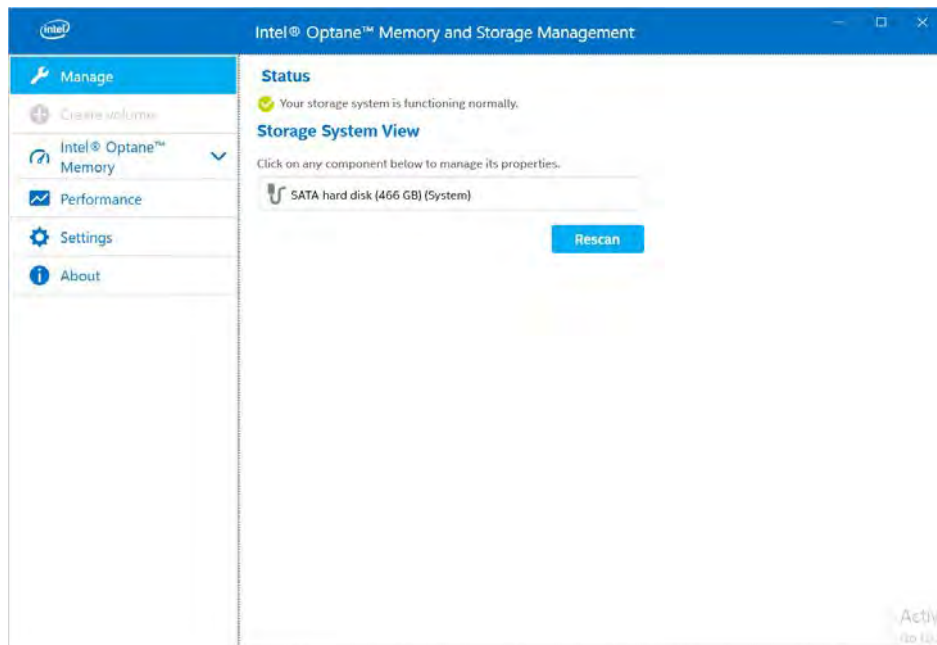 intel
Intel® Optane™ Memory and Storage Management
Manage
Create volume
Intel® Optane™
Memory
Performance
Settings
About
Status
Your storage system is functioning normally.
Storage System View
Click on any component below to manage its properties.
SATA hard disk (466 GB) (System)
Rescan
Activ